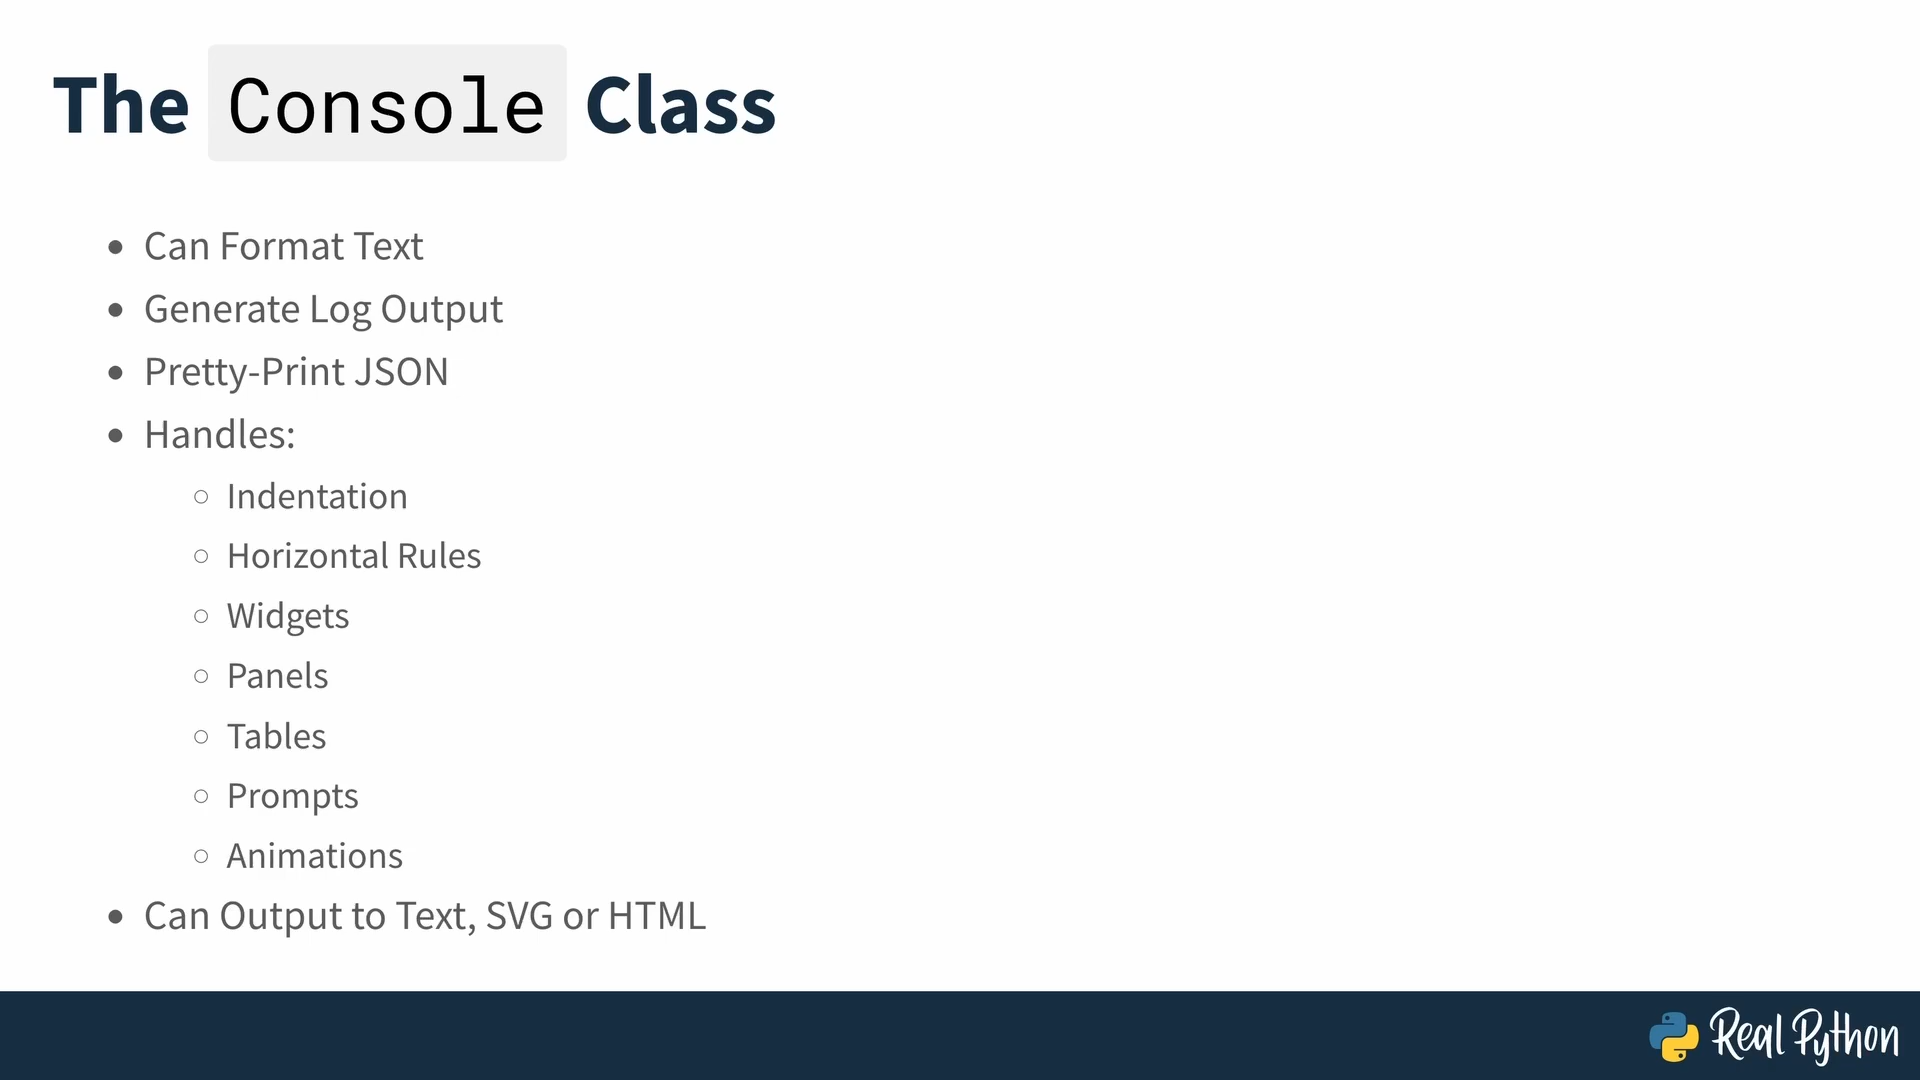 The Console Class
Can Format Text
Generate Log Output
Pretty-Print JSON
Handles:
Indentation
Horizontal Rules
Widgets
Panels
Tables
Prompts
Animations
Can Output to Text, SVG or HTML
Real Python